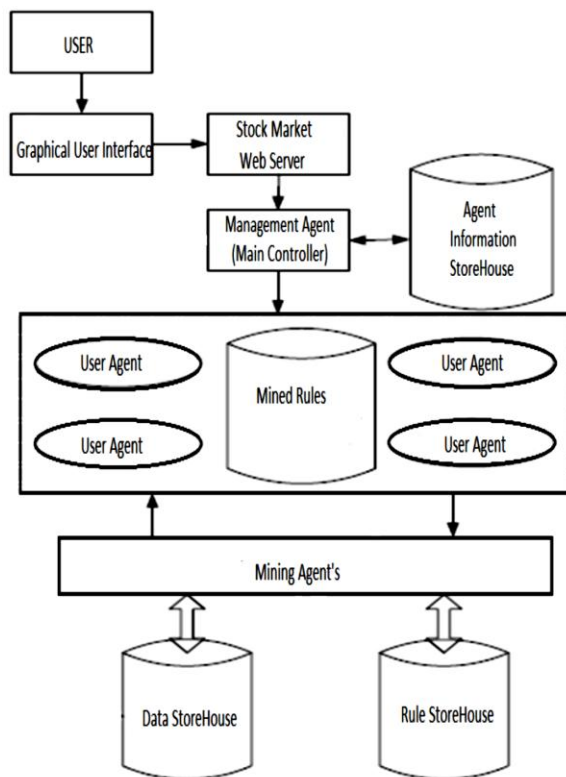 USER
Graphical User Interface
Stock Market
Web Server
Management Agent
(Main Controller)
Agent
Information
StoreHouse
User Agent
User Agent
Mined Rules
User Agent
User Agent
Mining Agent's
Data StoreHouse
Rule StoreHouse